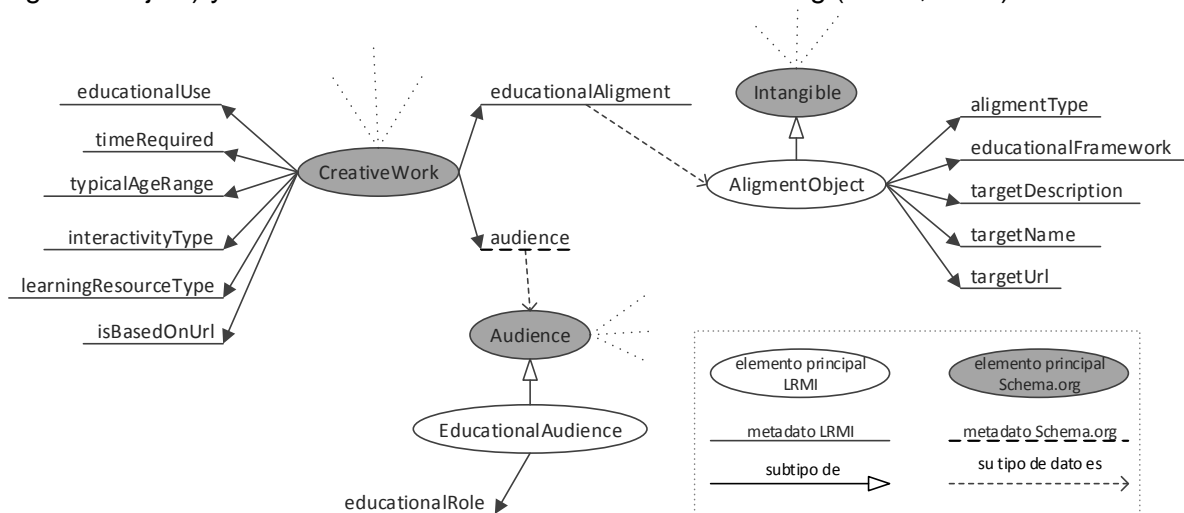 educationalUse
timeRequired
typicalAgeRange
interactivityType
learningResourceType
isBasedOnUrl
CreativeWork
educationalAligment
audience
Audience
EducationalAudience
educationalRole
Intangible
AligmentObject
aligmentType
educationalFramework
targetDescription
targetName
targetUrl
elemento principal
LRMI
elemento principal
Schema.org
metadato LRMI
metadato Schema.org
subtipo de
su tipo de dato es